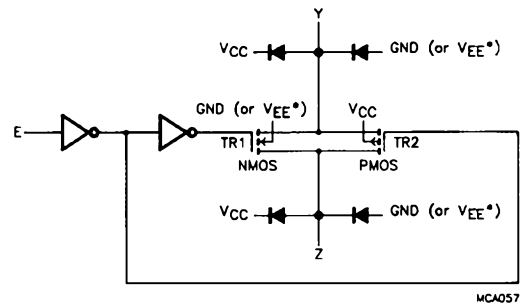 Y
VCC
GND (or VEE*)
GND (or VEE*)
VCC
E
TR1
TR2
NMOS
PMOS
VCC
GND (or VEE*)
Z
MCA057